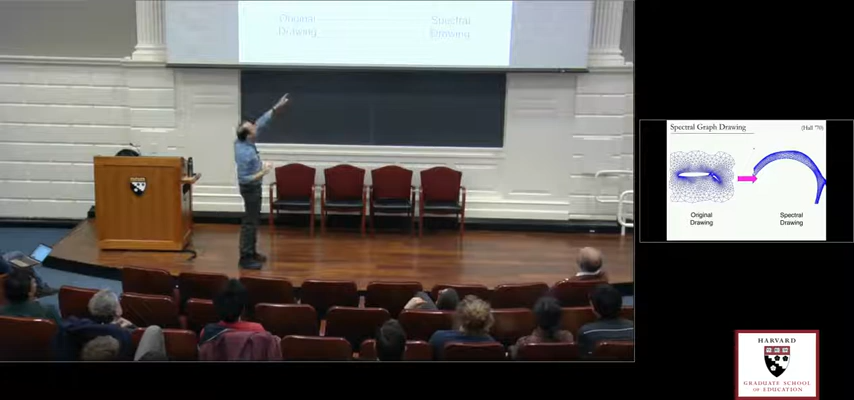 Original
Drawing
Spectral
Drawing
Spectral Graph Drawing
(Hall '70)
Original
Drawing
Spectral
Drawing
HARVARD
GRADUATE SCHOOL
OF EDUCATION